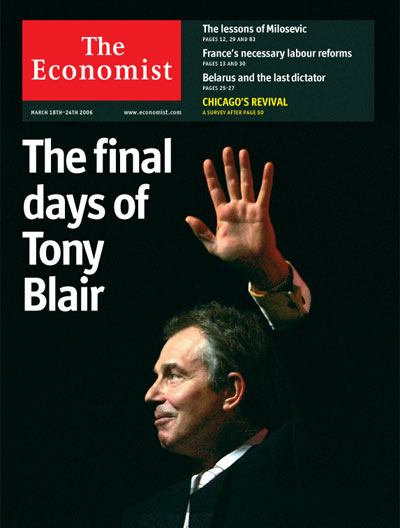 The
Economist
MARCH 18TH-24TH 2006
www.economist.com
The lessons of Milosevic
PAGES 12, 29 AND 83
France's necessary labour reforms
PAGES 13 AND 30
Belarus and the last dictator
PAGES 25-27
CHICAGO'S REVIVAL
A SURVEY AFTER PAGE 50
The final
days of
Tony
Blair